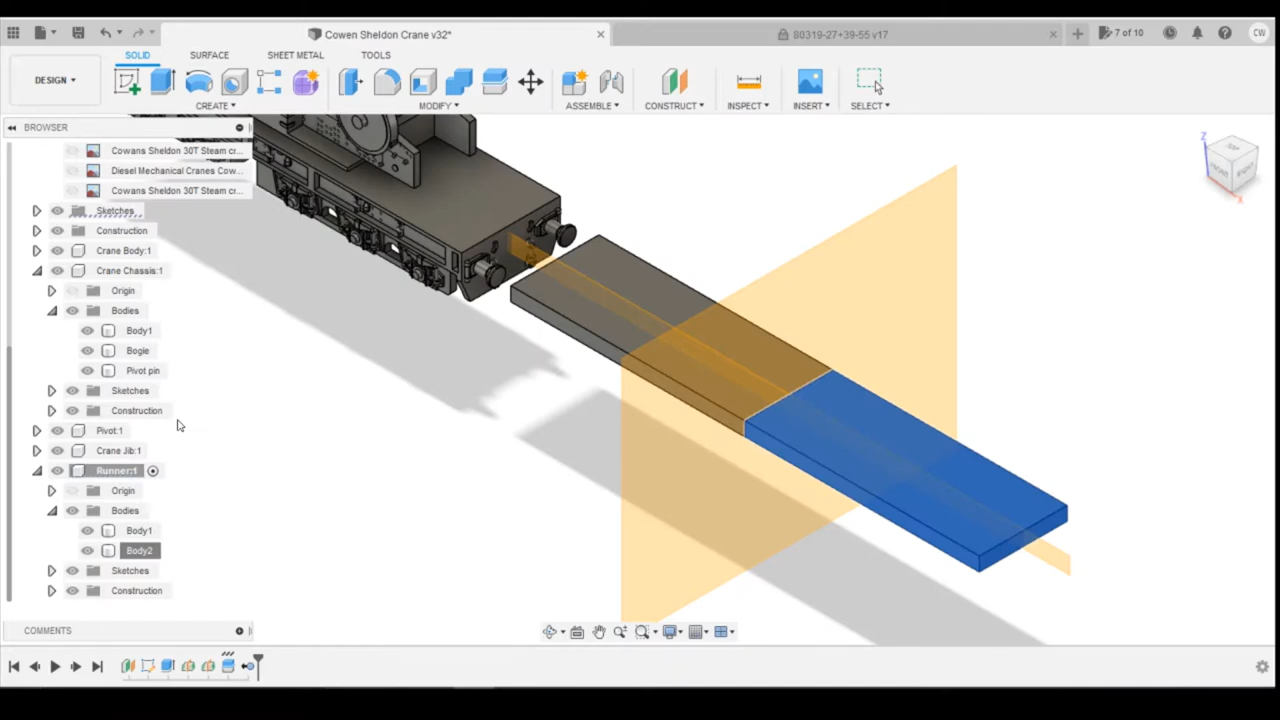 Cowen Sheldon Crane v32*
80319-27+39-55 v17
7 of 10
CW
DESIGN
SOLID
SURFACE
SHEET METAL
TOOLS
CREATE
MODIFY
ASSEMBLE
CONSTRUCT
INSPECT
INSERT
SELECT
BROWSER
Cowans Sheldon 30T Steam cr...
Diesel Mechanical Cranes Cow...
Cowans Sheldon 30T Steam cr...
Sketches
Construction
Crane Body:1
Crane Chassis:1
Origin
Bodies
Body1
Bogie
Pivot pin
Sketches
Construction
Pivot:1
Crane Jib:1
Runner:1
Origin
Bodies
Body1
Body2
Sketches
Construction
COMMENTS
Z
TOP
FRONT
RIGHT
X